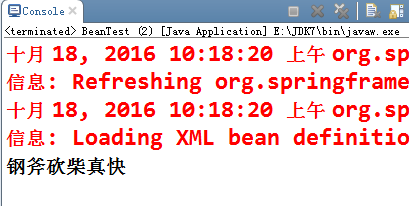 Console
<terminated> BeanTest (2) [Java Application] E:\JDK7\bin\javaw.exe
十月 18, 2016 10:18:20 上午 org.sp
信息: Refreshing org.springframe
十月 18, 2016 10:18:20 上午 org.sp
信息: Loading XML bean definitio
钢斧砍柴真快